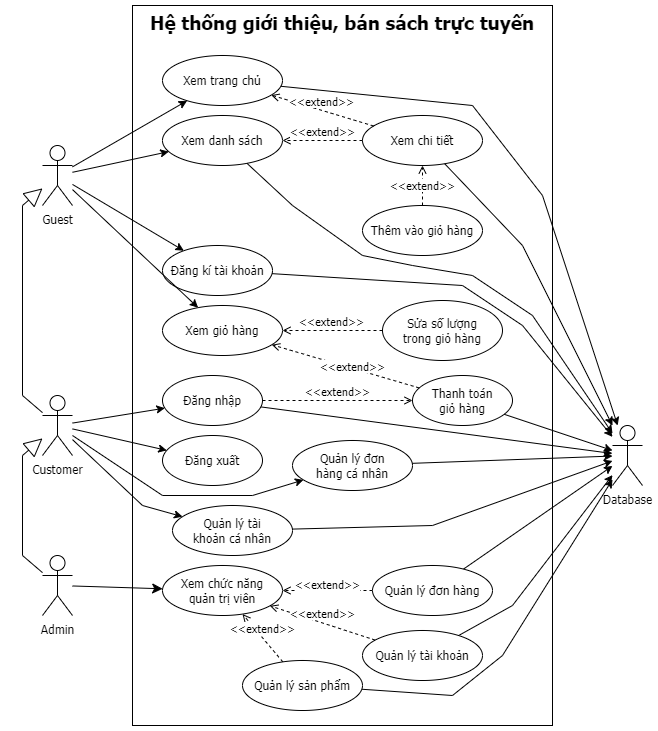 Hệ thống giới thiệu, bán sách trực tuyến
Xem trang chủ
<<extend>>
Xem danh sách
<<extend>>
Xem chi tiết
<<extend>>
Guest
Thêm vào giỏ hàng
Đăng kí tài khoản
Xem giỏ hàng
<<extend>>
Sửa số lượng
trong giỏ hàng
<<extend>>
Đăng nhập
<<extend>>
Thanh toán
giỏ hàng
Customer
Đăng xuất
Quản lý đơn
hàng cá nhân
Database
Quản lý tài
khoản cá nhân
Xem chức năng
quản trị viên
<<extend>>
Quản lý đơn hàng
Admin
<<extend>>
<<extend>>
Quản lý tài khoản
Quản lý sản phẩm